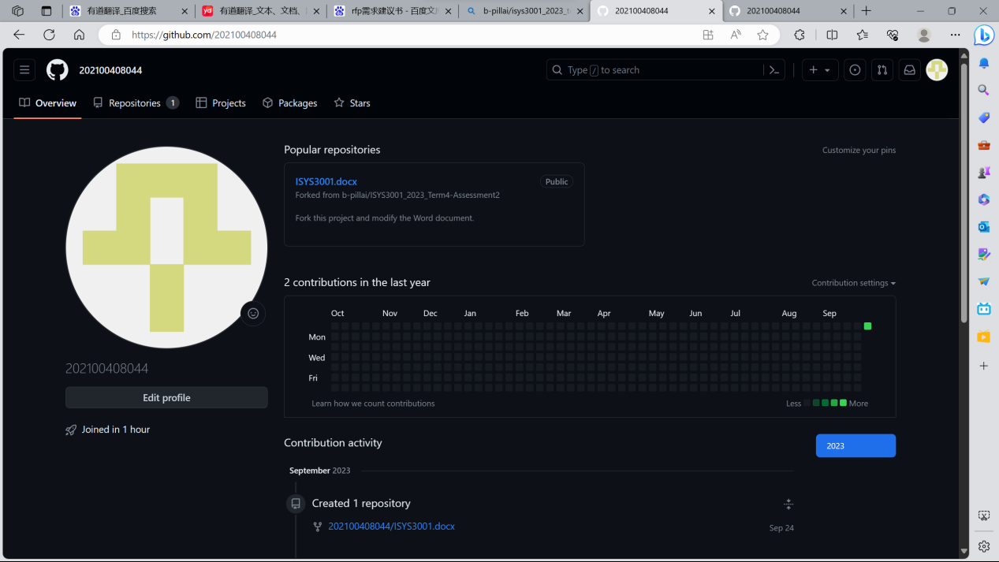 有道翻译_百度搜索
yd
有道翻译_文本、文档、
rfp需求建议书 - 百度文
b-pillai/isys3001_2023_t
202100408044
202100408044
https://github.com/202100408044
202100408044
Type / to search
Overview
Repositories 1
Projects
Packages
Stars
202100408044
Edit profile
Joined in 1 hour
Popular repositories
Customize your pins
ISYS3001.docx
Public
Forked from b-pillai/ISYS3001_2023_Term4-Assessment2
Fork this project and modify the Word document.
2 contributions in the last year
Contribution settings
Oct Nov Dec Jan Feb Mar Apr May Jun Jul Aug Sep
Mon
Wed
Fri
Learn how we count contributions
Less More
Contribution activity
2023
September 2023
Created 1 repository
202100408044/ISYS3001.docx
Sep 24